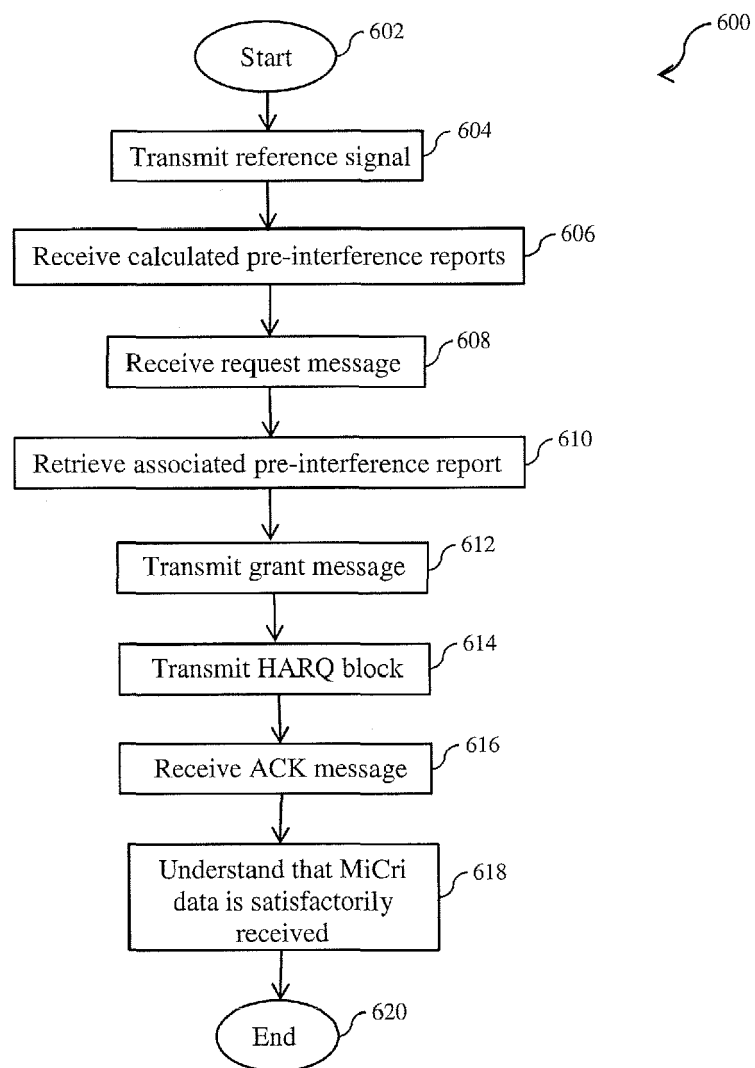 600
602
Start
604
Transmit reference signal
606
Receive calculated pre-interference reports
608
Receive request message
610
Retrieve associated pre-interference report
612
Transmit grant message
614
Transmit HARQ block
616
Receive ACK message
618
Understand that MiCri
data is satisfactorily
received
620
End